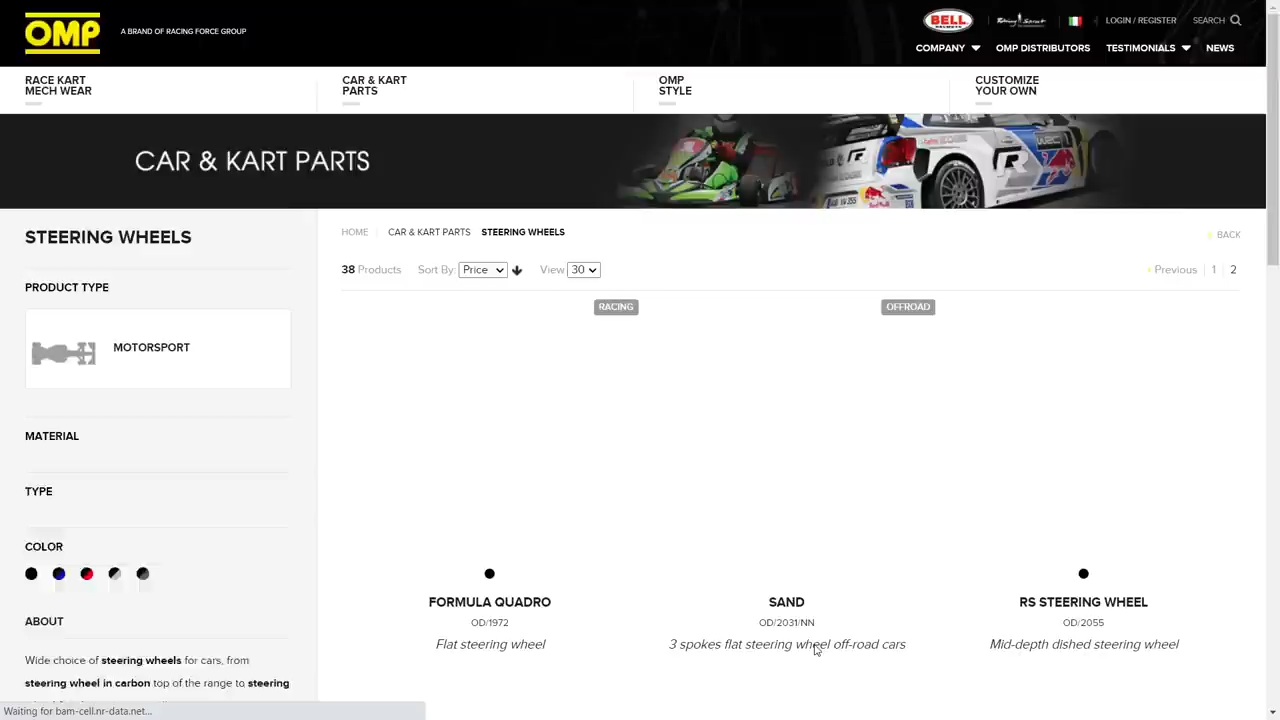 OMP
A BRAND OF RACING FORCE GROUP
BELL
LOGIN / REGISTER
SEARCH
COMPANY
OMP DISTRIBUTORS
TESTIMONIALS
NEWS
RACE KART
MECH WEAR
CAR & KART
PARTS
OMP
STYLE
CUSTOMIZE
YOUR OWN
CAR & KART PARTS
STEERING WHEELS
PRODUCT TYPE
MOTORSPORT
MATERIAL
TYPE
COLOR
ABOUT
Wide choice of steering wheels for cars, from
steering wheel in carbon top of the range to steering
HOME
CAR & KART PARTS
STEERING WHEELS
BACK
38 Products
Sort By: Price
View 30
Previous 1 2
RACING
OFFROAD
FORMULA QUADRO
OD/1972
Flat steering wheel
SAND
OD/2031/NN
3 spokes flat steering wheel off-road cars
RS STEERING WHEEL
OD/2055
Mid-depth dished steering wheel
Waiting for bam-cell.nr-data.net...